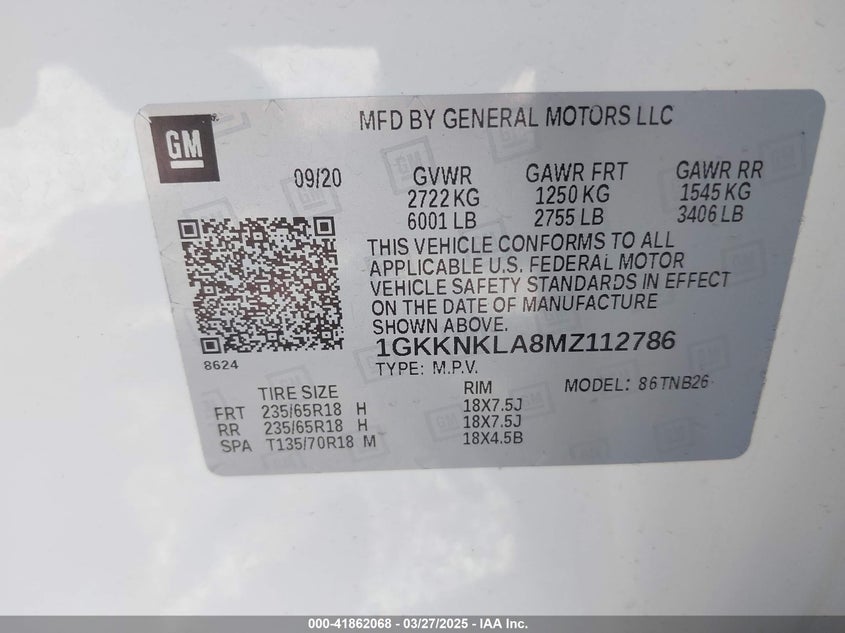 GM
MFD BY GENERAL MOTORS LLC
09/20 GVWR GAWR FRT GAWR RR
2722 KG 1250 KG 1545 KG
6001 LB 2755 LB 3406 LB
THIS VEHICLE CONFORMS TO ALL
APPLICABLE U.S. FEDERAL MOTOR
VEHICLE SAFETY STANDARDS IN EFFECT
ON THE DATE OF MANUFACTURE
SHOWN ABOVE.
1GKKNKLA8MZ112786
8624
TYPE: M.P.V. MODEL: 86TNB26
TIRE SIZE RIM
FRT 235/65R18 H 18X7.5J
RR 235/65R18 H 18X7.5J
SPA T135/70R18 M 18X4.5B
000-41862068 - 03/27/2025 - IAA Inc.